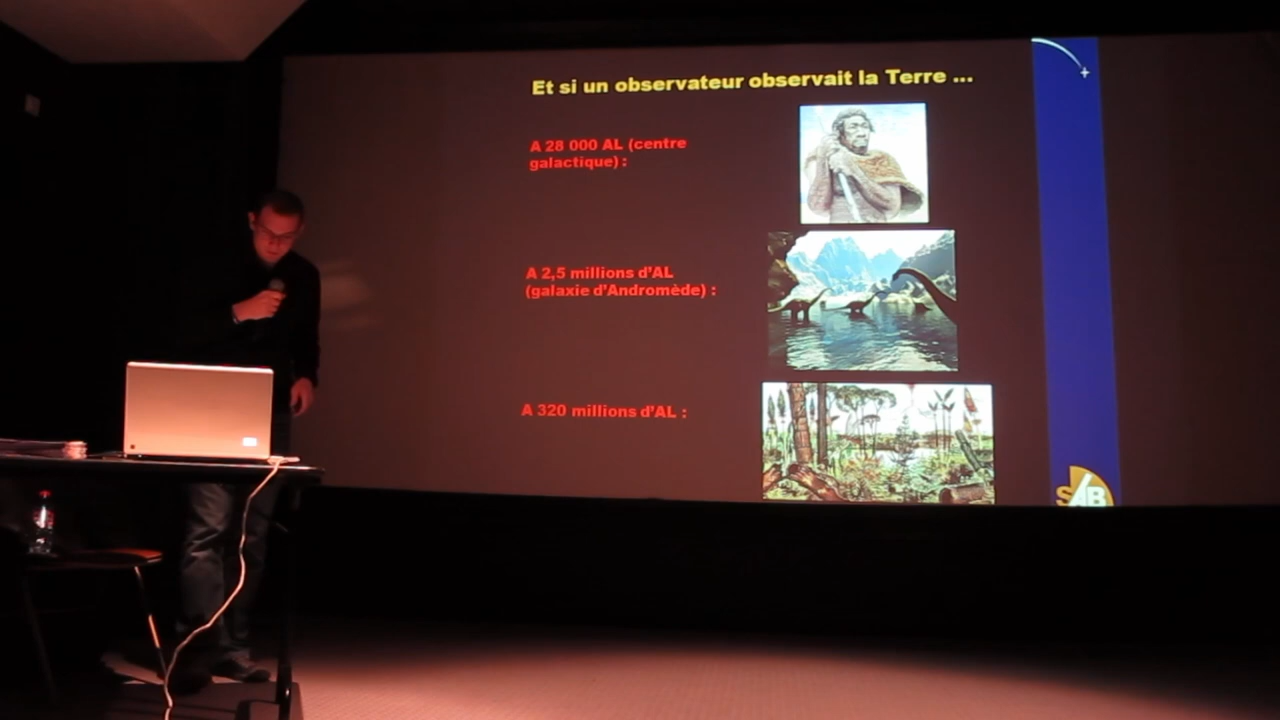 Et si un observateur observait la Terre ...
A 28 000 AL (centre
galactique) :
A 2,5 millions d'AL
(galaxie d'Andromède) :
A 320 millions d'AL :
SAB